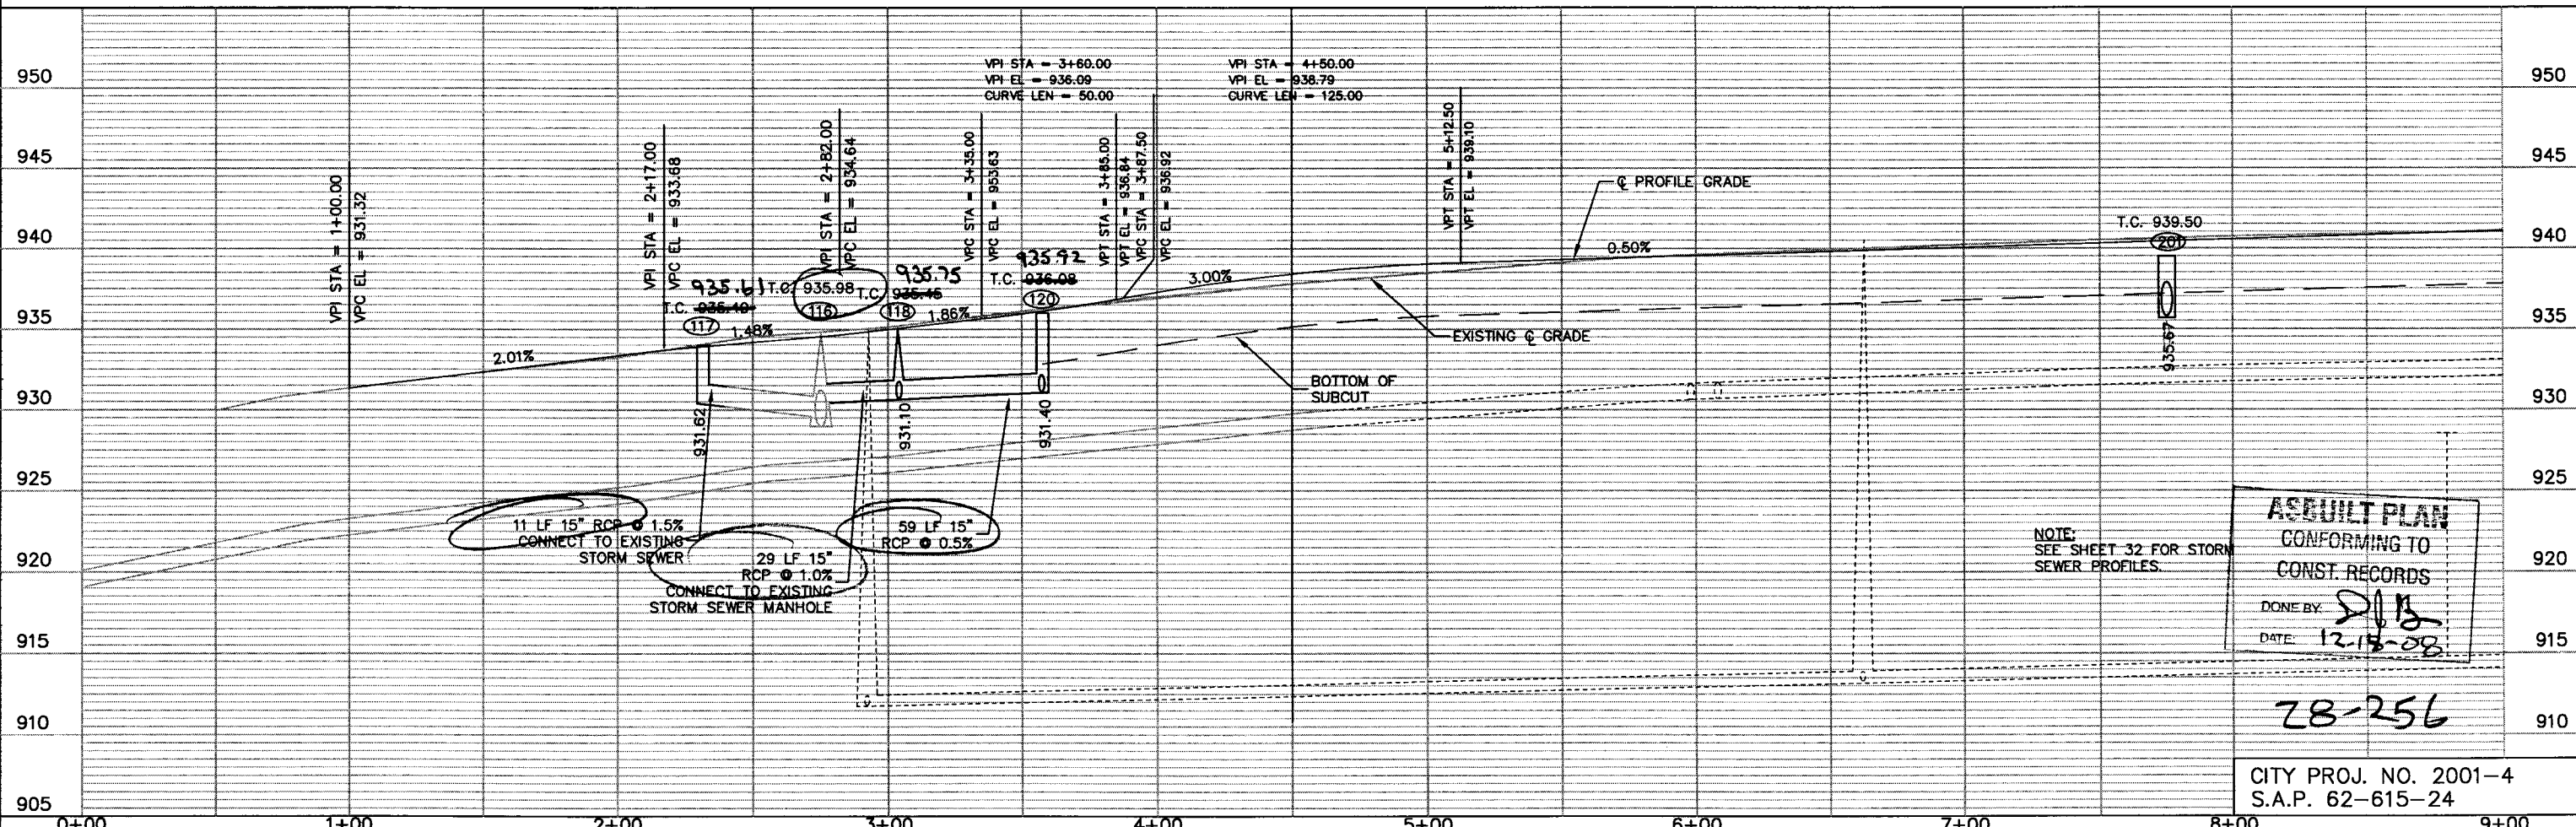 VPI STA = 3+60.00
VPI EL = 936.09
CURVE LEN = 50.00
VPI STA = 4+50.00
VPI EL = 938.79
CURVE LEN = 125.00
950
950
945
945
940
940
935
935
930
930
925
925
920
920
915
915
910
910
905
VPI STA = 1+00.00
VPC EL = 931.32
VPI STA = 2+17.00
VPC EL = 933.68
VPI STA = 2+82.00
VPC EL = 934.64
VPC STA = 3+35.00
VPC EL = 953.63
VPT STA = 3+85.00
VPT EL = 936.84
VPC STA = 3+87.50
VPC EL = 936.92
VPT STA = 5+12.50
VPT EL = 939.10
℄ PROFILE GRADE
0.50%
T.C. 939.50
201
935.67
935.61
T.C. 935.40
117
T.C. 935.98
116
935.75
T.C. 935.45
118
935.92
T.C. 936.08
120
2.01%
1.48%
1.86%
3.00%
EXISTING ℄ GRADE
BOTTOM OF
SUBCUT
931.62
931.10
931.40
11 LF 15" RCP @ 1.5%
CONNECT TO EXISTING
STORM SEWER
29 LF 15"
RCP @ 1.0%
CONNECT TO EXISTING
STORM SEWER MANHOLE
59 LF 15"
RCP @ 0.5%
NOTE:
SEE SHEET 32 FOR STORM
SEWER PROFILES.
ASBUILT PLAN
CONFORMING TO
CONST. RECORDS
DONE BY:
DATE: 12-18-08
28-256
CITY PROJ. NO. 2001-4
S.A.P. 62-615-24
0+00
1+00
2+00
3+00
4+00
5+00
6+00
7+00
8+00
9+00